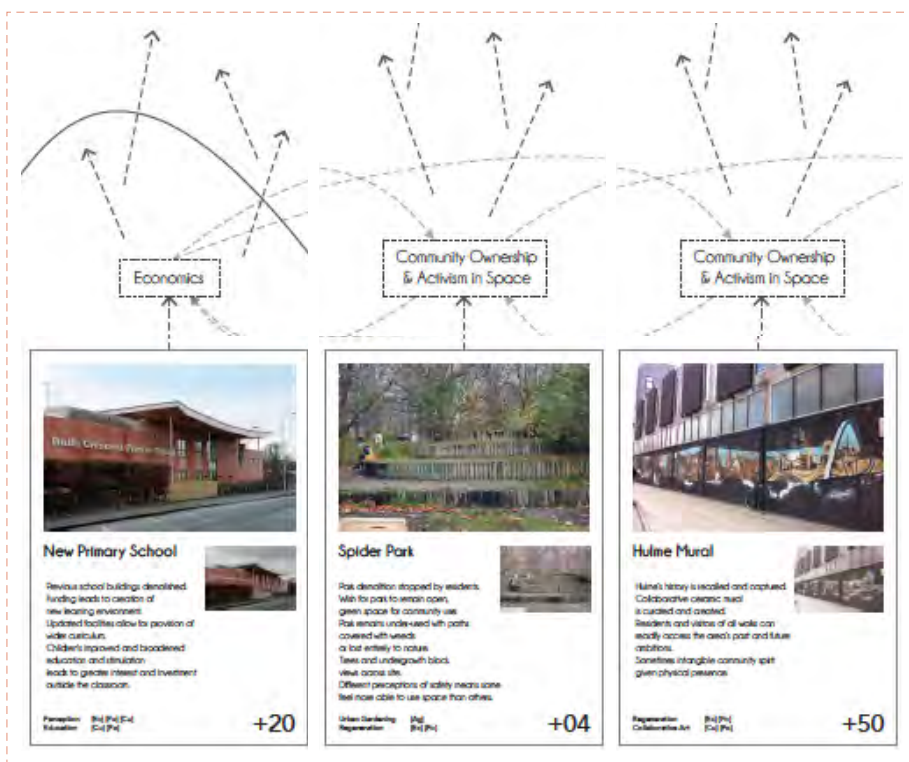 Economics
Community Ownership
& Activism in Space
Community Ownership
& Activism in Space
New Primary School
Previous school buildings demolished.
Funding leads to creation of
new learning environment.
Updated facilities allow for provision of
wider curriculum.
Children's improved and broadened
education and stimulation
leads to greater interest and investment
outside the classroom.
Perception
Education
+20
Spider Park
Park demolition stopped by residents.
Wish for park to remain open,
green space for community use.
Park remains under-used with paths
covered with weeds
or lost entirely to nature.
Trees and undergrowth block
views across site.
Different perceptions of safety means some
feel more able to use space than others.
Urban Gardening [Ag]
Regeneration
+04
Hulme Mural
Hulme's history is recalled and captured.
Collaborative ceramic mural
is curated and created.
Residents and visitors of all walks can
readily access the area's past and future
ambitions.
Sometimes intangible community spirit
given physical presence.
Regeneration
Collaborative Art
+50